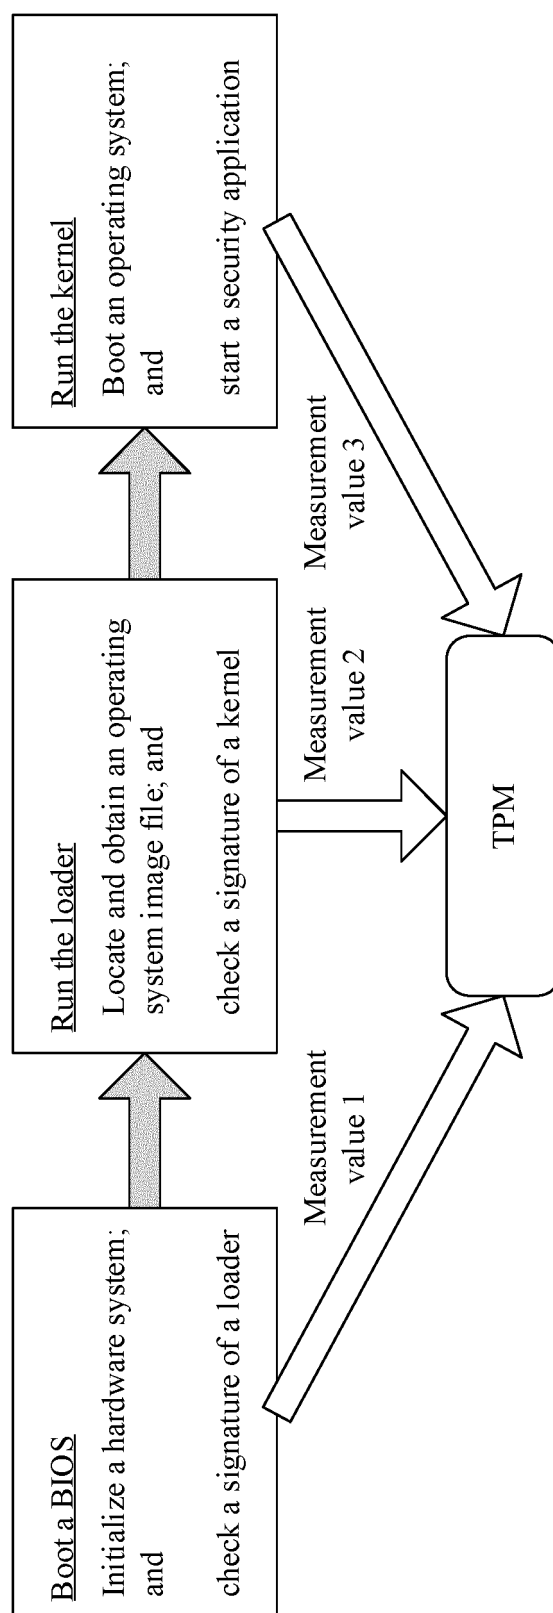 Boot a BIOS
Initialize a hardware system;
and
check a signature of a loader
Run the loader
Locate and obtain an operating
system image file; and
check a signature of a kernel
Run the kernel
Boot an operating system;
and
start a security application
Measurement
value 1
Measurement
value 2
Measurement
value 3
TPM